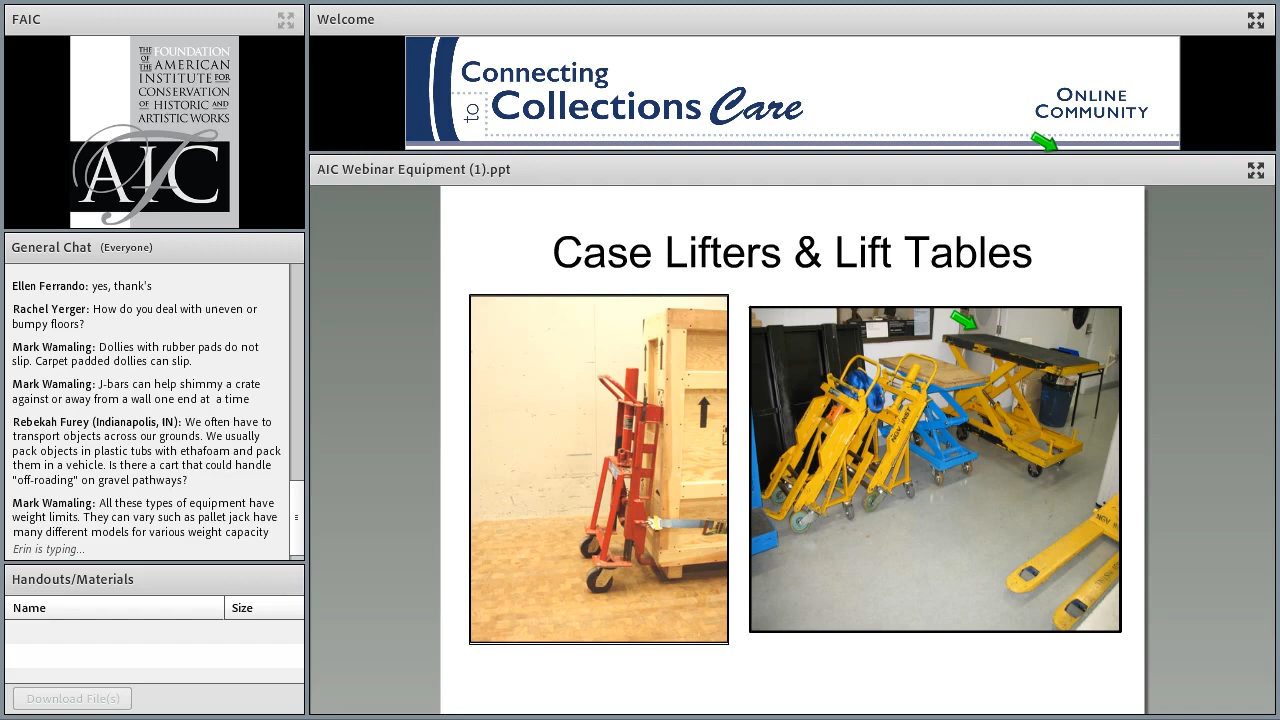 FAIC
THE FOUNDATION
OF THE AMERICAN
INSTITUTE FOR
CONSERVATION
OF HISTORIC AND
ARTISTIC WORKS
FAIC
General Chat (Everyone)
Ellen Ferrando: yes, thank's
Rachel Yerger: How do you deal with uneven or
bumpy floors?
Mark Wamaling: Dollies with rubber pads do not
slip. Carpet padded dollies can slip.
Mark Wamaling: J-bars can help shimmy a crate
against or away from a wall one end at a time
Rebekah Furey (Indianapolis, IN): We often have to
transport objects across our grounds. We usually
pack objects in plastic tubs with ethafoam and pack
them in a vehicle. Is there a cart that could handle
"off-roading" on gravel pathways?
Mark Wamaling: All these types of equipment have
weight limits. They can vary such as pallet jack have
many different models for various weight capacity
Erin is typing...
Handouts/Materials
Name Size
Download File(s)
Welcome
Connecting
to Collections Care
ONLINE
COMMUNITY
AIC Webinar Equipment (1).ppt
Case Lifters & Lift Tables